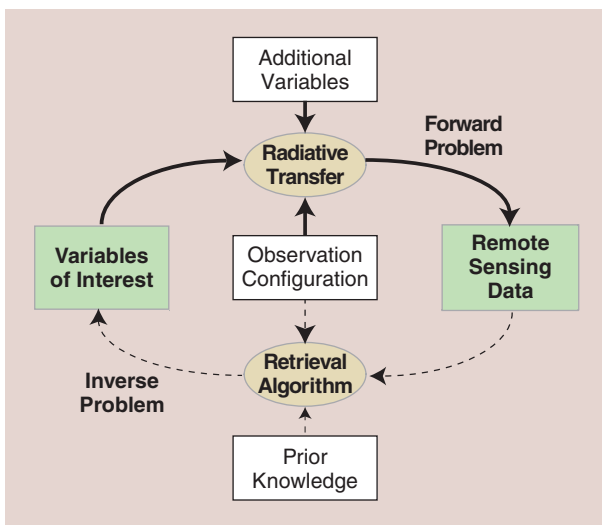 Additional
Variables
Forward
Problem
Radiative
Transfer
Variables
of Interest
Observation
Configuration
Remote
Sensing
Data
Retrieval
Algorithm
Inverse
Problem
Prior
Knowledge